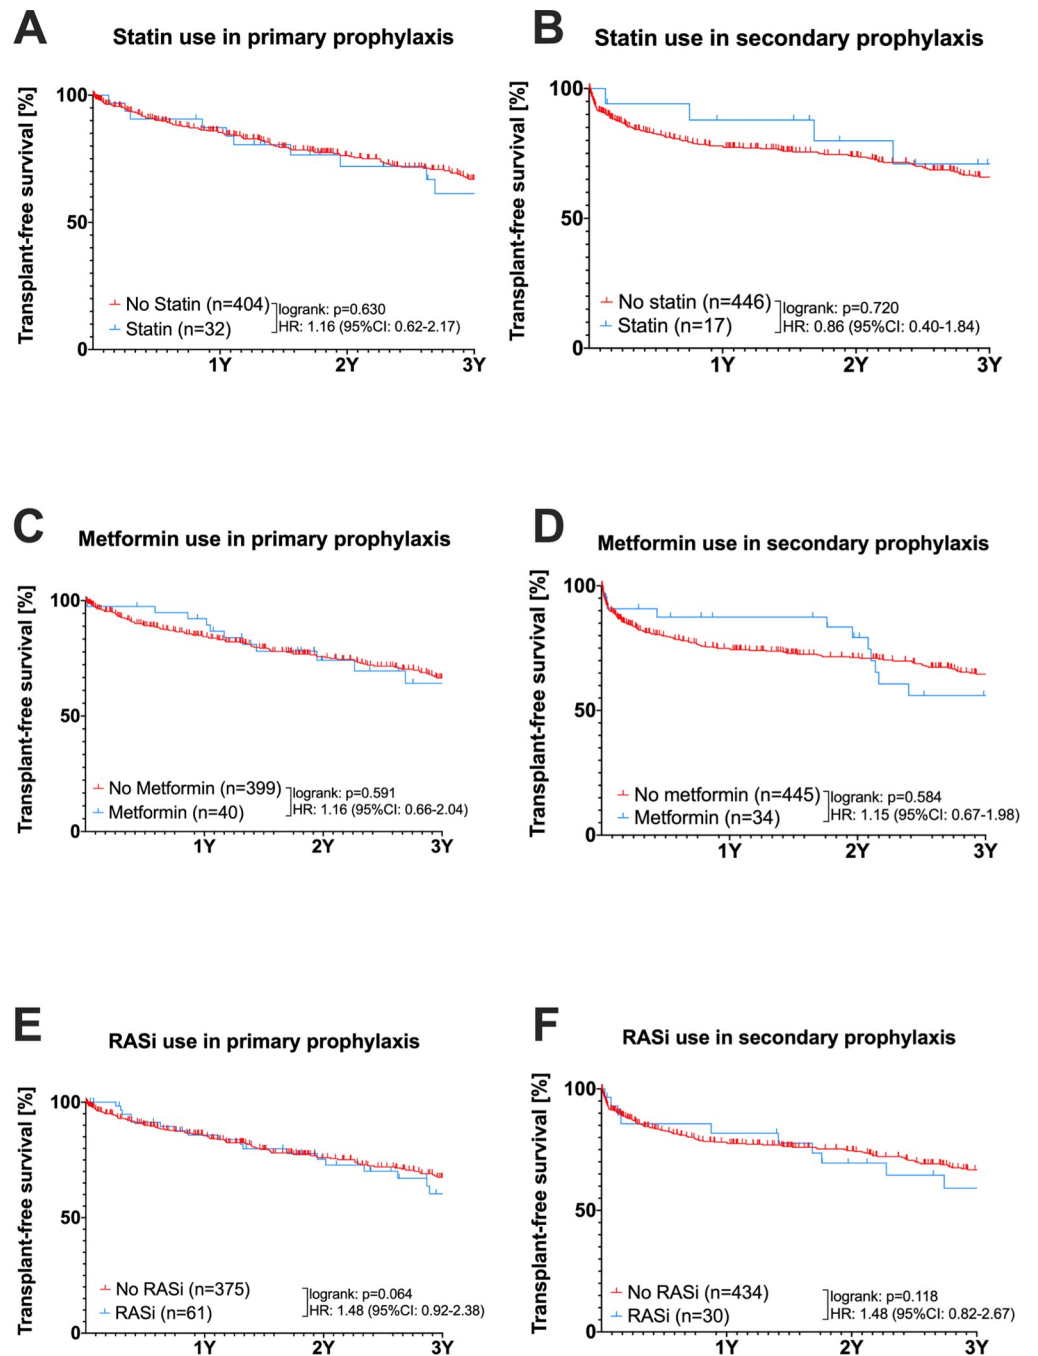 A
Statin use in primary prophylaxis
Transplant-free survival [%]
100
50
0
No Statin (n=404)
Statin (n=32)
logrank: p=0.630
HR: 1.16 (95%CI: 0.62-2.17)
1Y
2Y
3Y
B
Statin use in secondary prophylaxis
Transplant-free survival [%]
100
50
0
No statin (n=446)
Statin (n=17)
logrank: p=0.720
HR: 0.86 (95%CI: 0.40-1.84)
1Y
2Y
3Y
C
Metformin use in primary prophylaxis
Transplant-free survival [%]
100
50
0
No Metformin (n=399)
Metformin (n=40)
logrank: p=0.591
HR: 1.16 (95%CI: 0.66-2.04)
1Y
2Y
3Y
D
Metformin use in secondary prophylaxis
Transplant-free survival [%]
100
50
0
No metformin (n=445)
Metformin (n=34)
logrank: p=0.584
HR: 1.15 (95%CI: 0.67-1.98)
1Y
2Y
3Y
E
RASi use in primary prophylaxis
Transplant-free survival [%]
100
50
0
No RASi (n=375)
RASi (n=61)
logrank: p=0.064
HR: 1.48 (95%CI: 0.92-2.38)
1Y
2Y
3Y
F
RASi use in secondary prophylaxis
Transplant-free survival [%]
100
50
0
No RASi (n=434)
RASi (n=30)
logrank: p=0.118
HR: 1.48 (95%CI: 0.82-2.67)
1Y
2Y
3Y